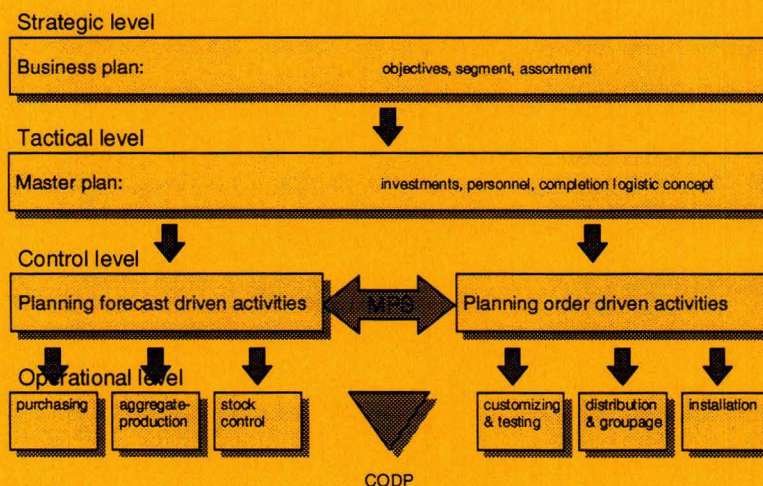 Strategic level
Business plan: objectives, segment, assortment
Tactical level
Master plan: investments, personnel, completion logistic concept
Control level
Planning forecast driven activities
MPS
Planning order driven activities
Operational level
purchasing
aggregate-
production
stock
control
customizing
& testing
distribution
& groupage
installation
CODP